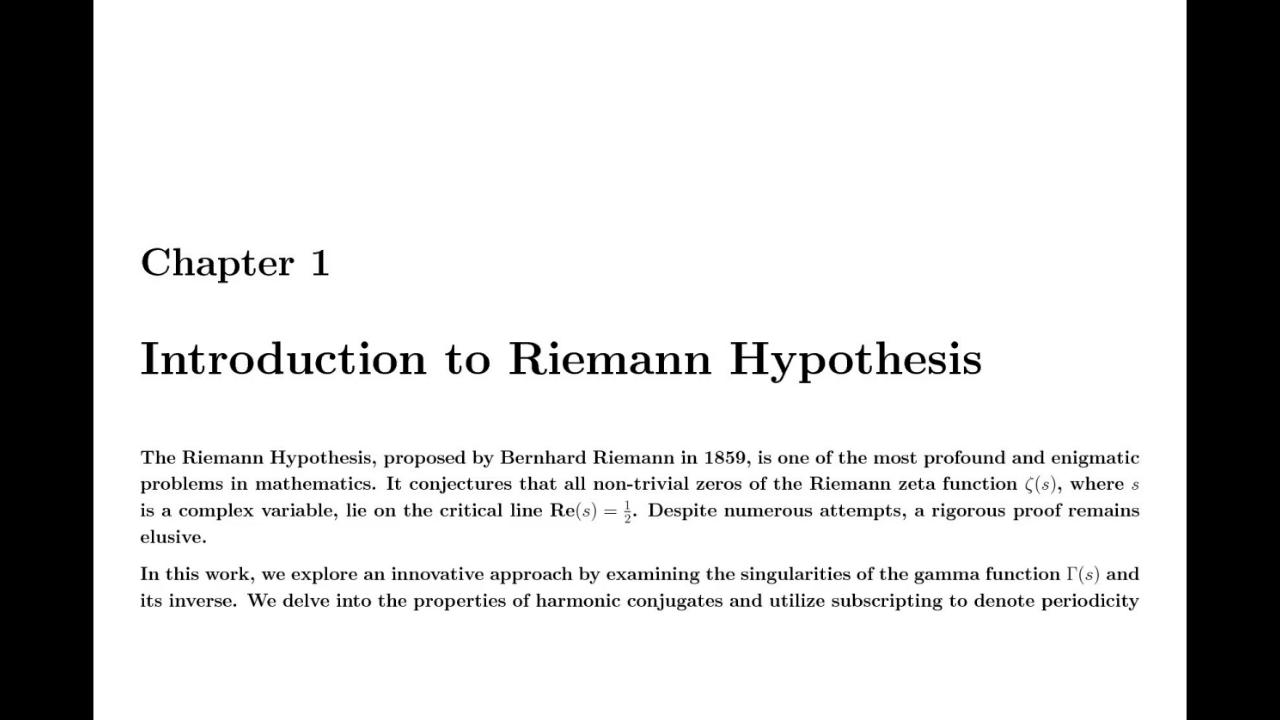 Chapter 1
Introduction to Riemann Hypothesis
The Riemann Hypothesis, proposed by Bernhard Riemann in 1859, is one of the most profound and enigmatic
problems in mathematics. It conjectures that all non-trivial zeros of the Riemann zeta function ζ(s), where s
is a complex variable, lie on the critical line Re(s) = 1/2. Despite numerous attempts, a rigorous proof remains
elusive.
In this work, we explore an innovative approach by examining the singularities of the gamma function Γ(s) and
its inverse. We delve into the properties of harmonic conjugates and utilize subscripting to denote periodicity